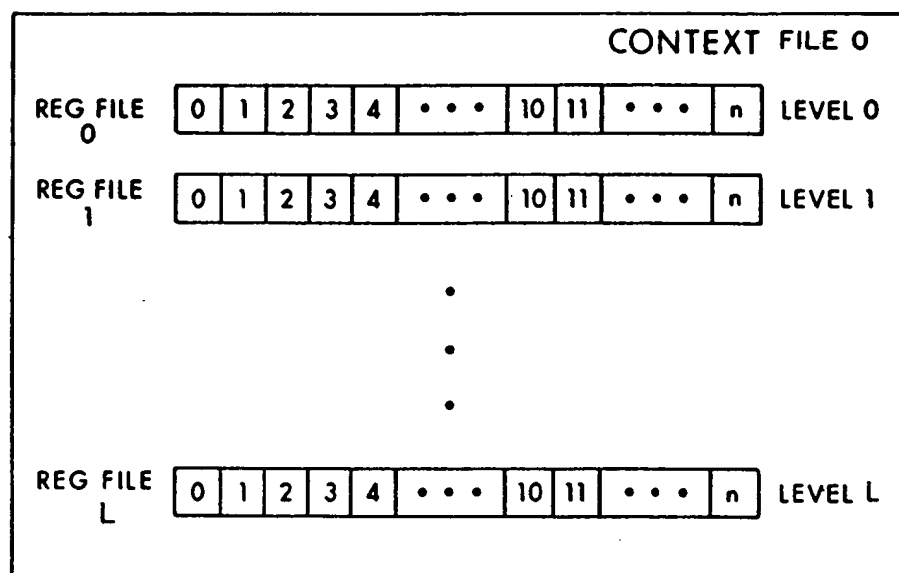 CONTEXT FILE 0
REG FILE 0 0 1 2 3 4 • • • 10 11 • • • n LEVEL 0
REG FILE 1 0 1 2 3 4 • • • 10 11 • • • n LEVEL 1
•
•
•
REG FILE L 0 1 2 3 4 • • • 10 11 • • • n LEVEL L